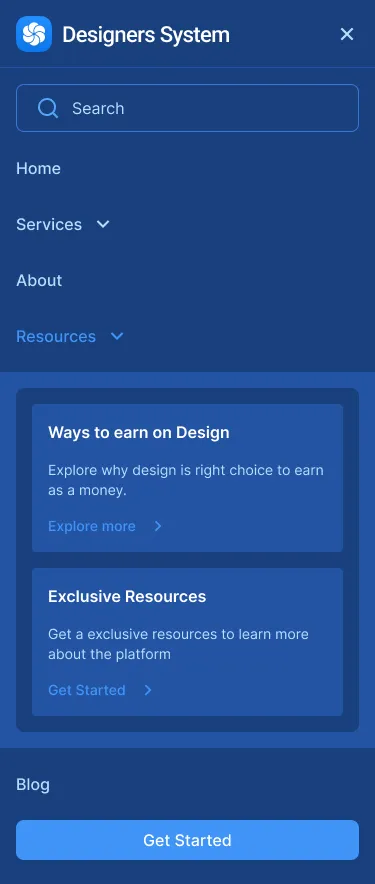 Designers System
Search
Home
Services
About
Resources
Ways to earn on Design
Explore why design is right choice to earn
as a money.
Explore more
Exclusive Resources
Get a exclusive resources to learn more
about the platform
Get Started
Blog
Get Started